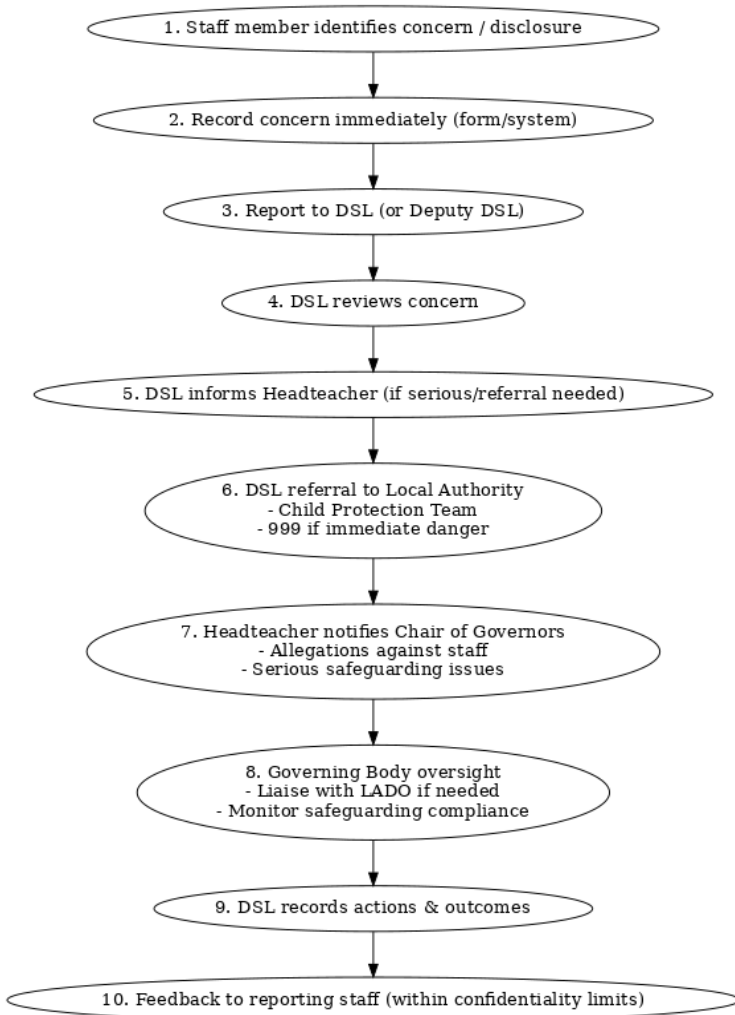 1. Staff member identifies concern / disclosure
2. Record concern immediately (form/system)
3. Report to DSL (or Deputy DSL)
4. DSL reviews concern
5. DSL informs Headteacher (if serious/referral needed)
6. DSL referral to Local Authority
- Child Protection Team
- 999 if immediate danger
7. Headteacher notifies Chair of Governors
- Allegations against staff
- Serious safeguarding issues
8. Governing Body oversight
- Liaise with LADO if needed
- Monitor safeguarding compliance
9. DSL records actions & outcomes
10. Feedback to reporting staff (within confidentiality limits)